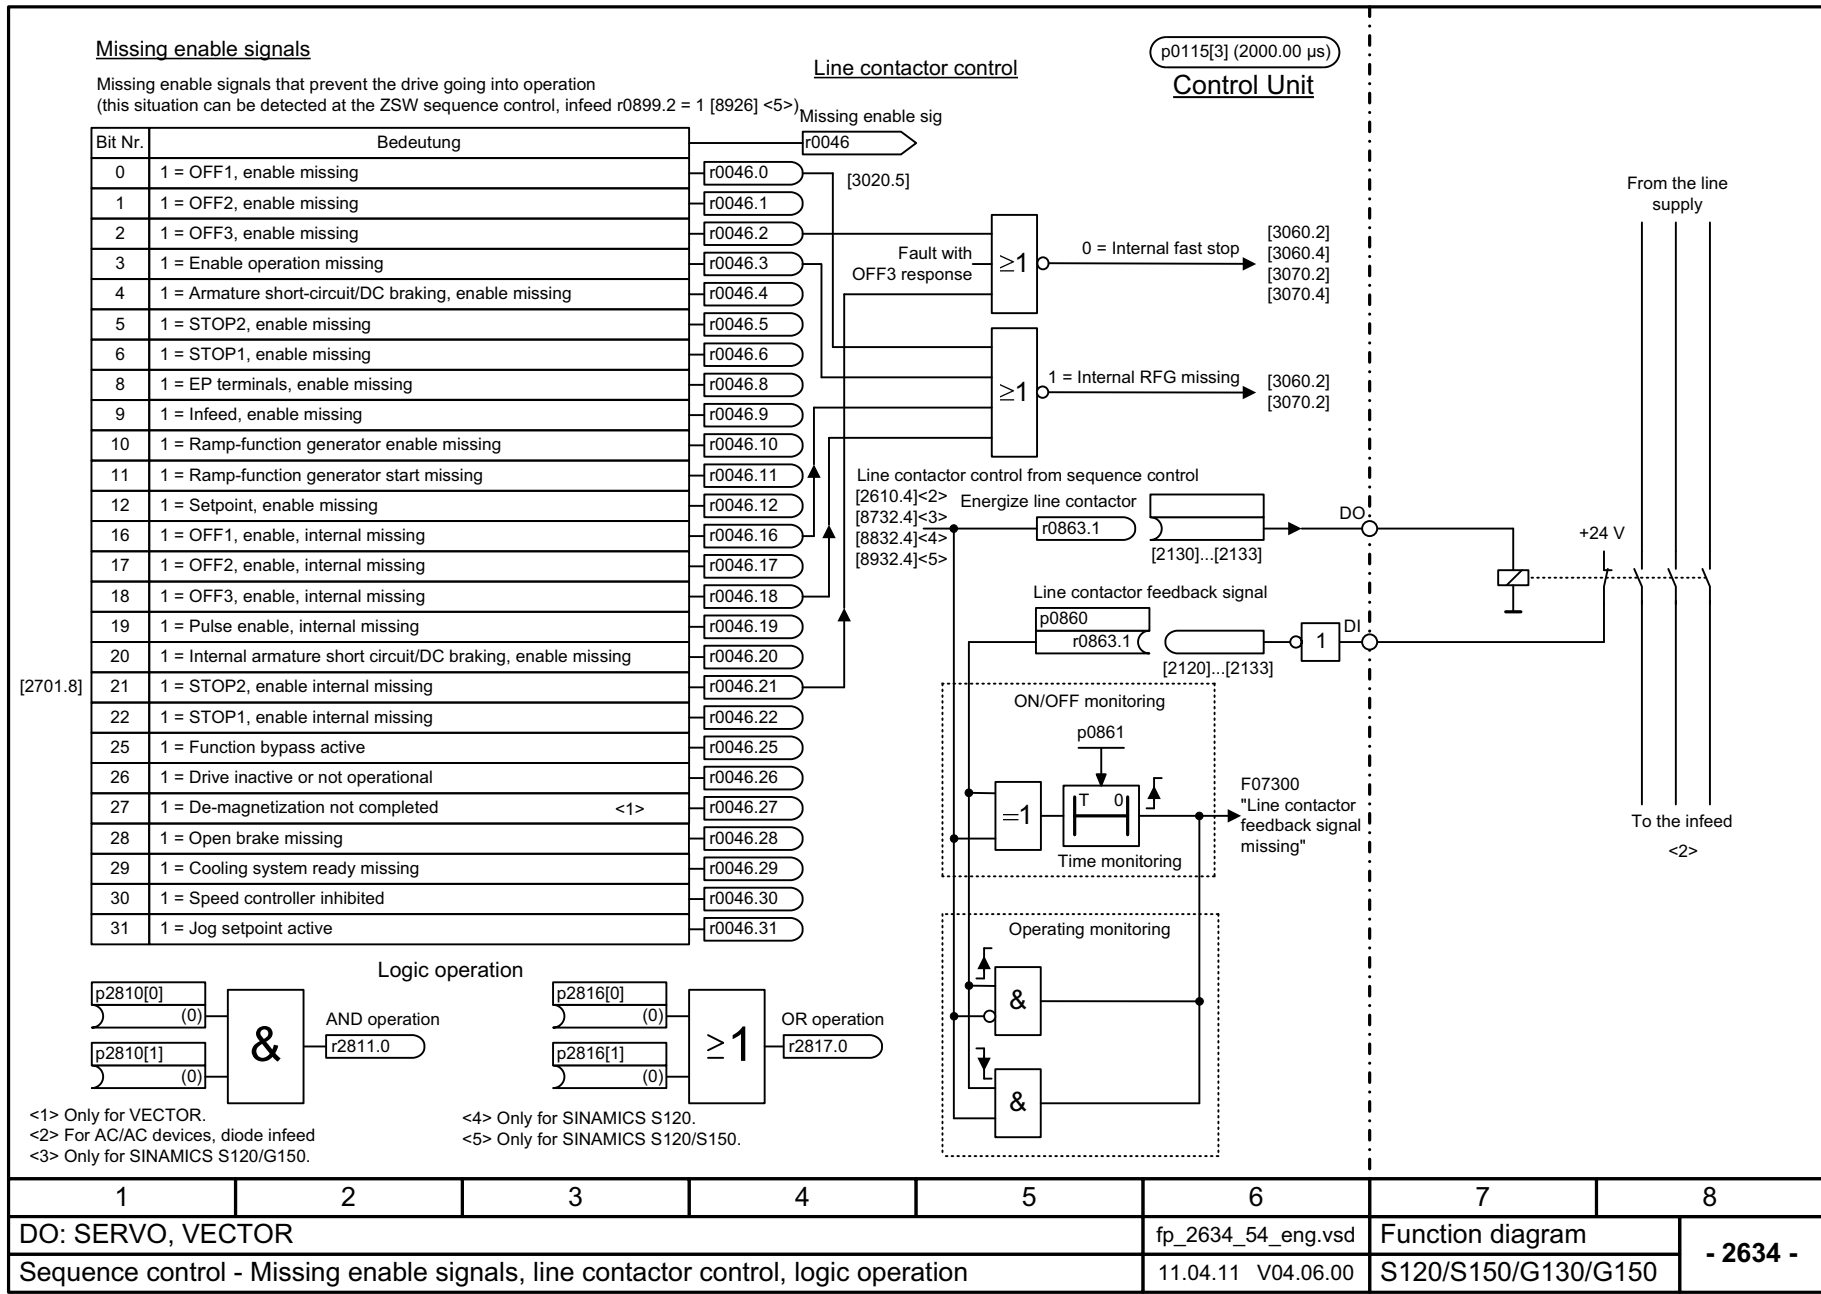 Missing enable signals
Missing enable signals that prevent the drive going into operation
(this situation can be detected at the ZSW sequence control, infeed r0899.2 = 1 [8926] <5>)
Line contactor control
p0115[3] (2000.00 µs)
Control Unit
Missing enable sig
r0046
[3020.5]
Bit Nr. Bedeutung
0 1 = OFF1, enable missing r0046.0
1 1 = OFF2, enable missing r0046.1
2 1 = OFF3, enable missing r0046.2
3 1 = Enable operation missing r0046.3
4 1 = Armature short-circuit/DC braking, enable missing r0046.4
5 1 = STOP2, enable missing r0046.5
6 1 = STOP1, enable missing r0046.6
8 1 = EP terminals, enable missing r0046.8
9 1 = Infeed, enable missing r0046.9
10 1 = Ramp-function generator enable missing r0046.10
11 1 = Ramp-function generator start missing r0046.11
12 1 = Setpoint, enable missing r0046.12
16 1 = OFF1, enable, internal missing r0046.16
17 1 = OFF2, enable, internal missing r0046.17
18 1 = OFF3, enable, internal missing r0046.18
19 1 = Pulse enable, internal missing r0046.19
20 1 = Internal armature short circuit/DC braking, enable missing r0046.20
[2701.8] 21 1 = STOP2, enable internal missing r0046.21
22 1 = STOP1, enable internal missing r0046.22
25 1 = Function bypass active r0046.25
26 1 = Drive inactive or not operational r0046.26
27 1 = De-magnetization not completed <1> r0046.27
28 1 = Open brake missing r0046.28
29 1 = Cooling system ready missing r0046.29
30 1 = Speed controller inhibited r0046.30
31 1 = Jog setpoint active r0046.31
Fault with
OFF3 response
≥1
0 = Internal fast stop
[3060.2]
[3060.4]
[3070.2]
[3070.4]
≥1
1 = Internal RFG missing
[3060.2]
[3070.2]
Line contactor control from sequence control
[2610.4]<2>
[8732.4]<3>
[8832.4]<4>
[8932.4]<5>
Energize line contactor
r0863.1
[2130]...[2133]
DO
Line contactor feedback signal
p0860
r0863.1
[2120]...[2133]
1
DI
ON/OFF monitoring
p0861
=1
T 0
Time monitoring
F07300
"Line contactor
feedback signal
missing"
Operating monitoring
&
&
From the line
supply
+24 V
To the infeed
<2>
Logic operation
p2810[0]
(0)
p2810[1]
(0)
&
AND operation
r2811.0
p2816[0]
(0)
p2816[1]
(0)
≥1
OR operation
r2817.0
<1> Only for VECTOR.
<2> For AC/AC devices, diode infeed
<3> Only for SINAMICS S120/G150.
<4> Only for SINAMICS S120.
<5> Only for SINAMICS S120/S150.
1 2 3 4 5 6 7 8
DO: SERVO, VECTOR fp_2634_54_eng.vsd Function diagram
- 2634 -
Sequence control - Missing enable signals, line contactor control, logic operation 11.04.11 V04.06.00 S120/S150/G130/G150